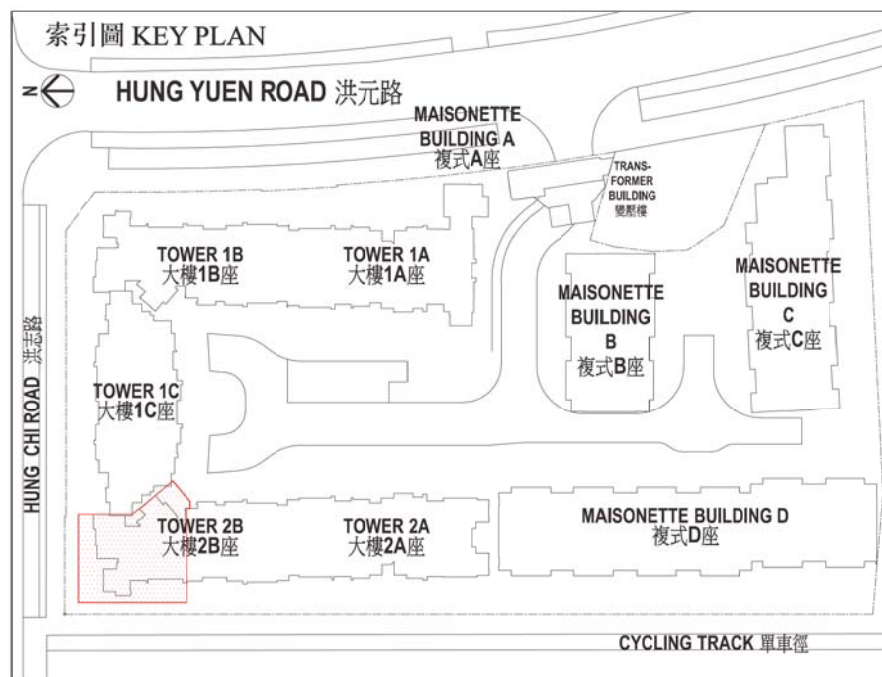 索引圖 KEY PLAN
N
HUNG YUEN ROAD 洪元路
MAISONETTE
BUILDING A
複式A座
TRANS-
FORMER
BUILDING
變壓樓
TOWER 1B
大樓1B座
TOWER 1A
大樓1A座
MAISONETTE
BUILDING
B
複式B座
MAISONETTE
BUILDING
C
複式C座
HUNG CHI ROAD 洪志路
TOWER 1C
大樓1C座
TOWER 2B
大樓2B座
TOWER 2A
大樓2A座
MAISONETTE BUILDING D
複式D座
CYCLING TRACK 單車徑